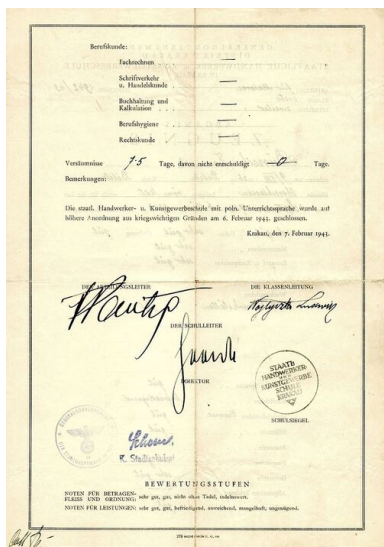 Berufskunde:
Fachrechnen —
Schriftverkehr
u. Handelskunde . —
Buchhaltung und
Kalkulation . . —
Berufshygiene . —
Rechtskunde . . —
Versäumnisse 75 Tage, davon nicht entschuldigt —0— Tage.
Bemerkungen:
Die staatl. Handwerker- u. Kunstgewerbeschule mit poln. Unterrichtssprache wurde auf
höhere Anordnung aus kriegswichtigen Gründen am 6. Februar 1943. geschlossen.
Krakau, den 7. Februar 1943.
DER ABTEILUNGSLEITER
DIE KLASSENLEITUNG
DER SCHULLEITER
DIREKTOR
STAATL
HANDWERKER-
KUNSTGEWERBE
SCHULE
KRAKAU
SCHULSIEGEL
BEWERTUNGSSTUFEN
NOTEN FÜR BETRAGEN-
FLEISS UND ORDNUNG: sehr gut, gut, nicht ohne Tadel, tadelnswert.
NOTEN FÜR LEISTUNGEN: sehr gut, gut, befriedigend, ausreichend, mangelhaft, ungenügend.